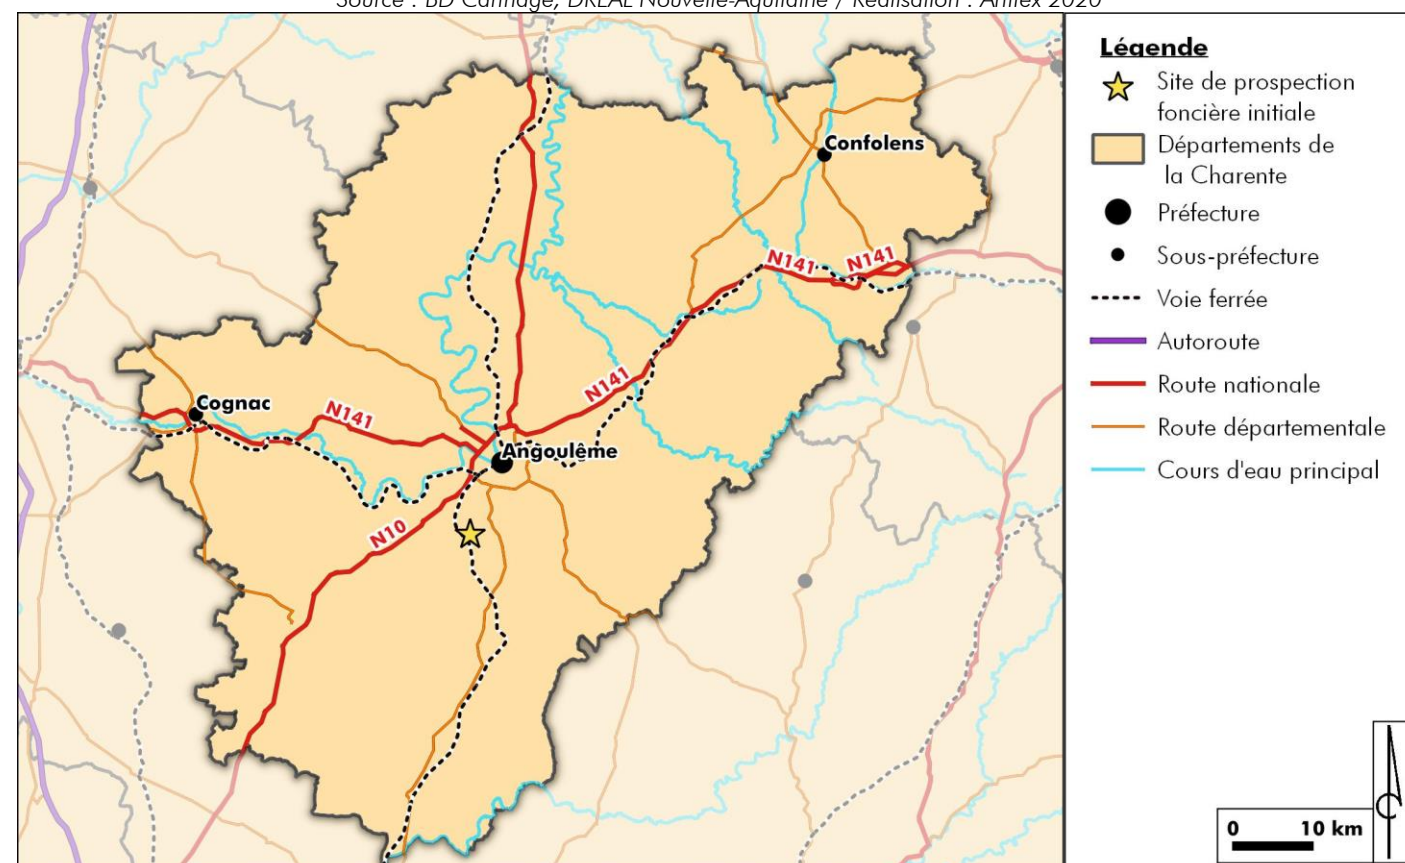 Source : BD Carthage, DREAL Nouvelle-Aquitaine / Réalisation : Artifex 2020
Légende
Site de prospection
foncière initiale
Départements de
la Charente
Préfecture
Sous-préfecture
Voie ferrée
Autoroute
Route nationale
Route départementale
Cours d'eau principal
Confolens
N141
N141
N141
Cognac
N141
Angoulême
N10
0 10 km